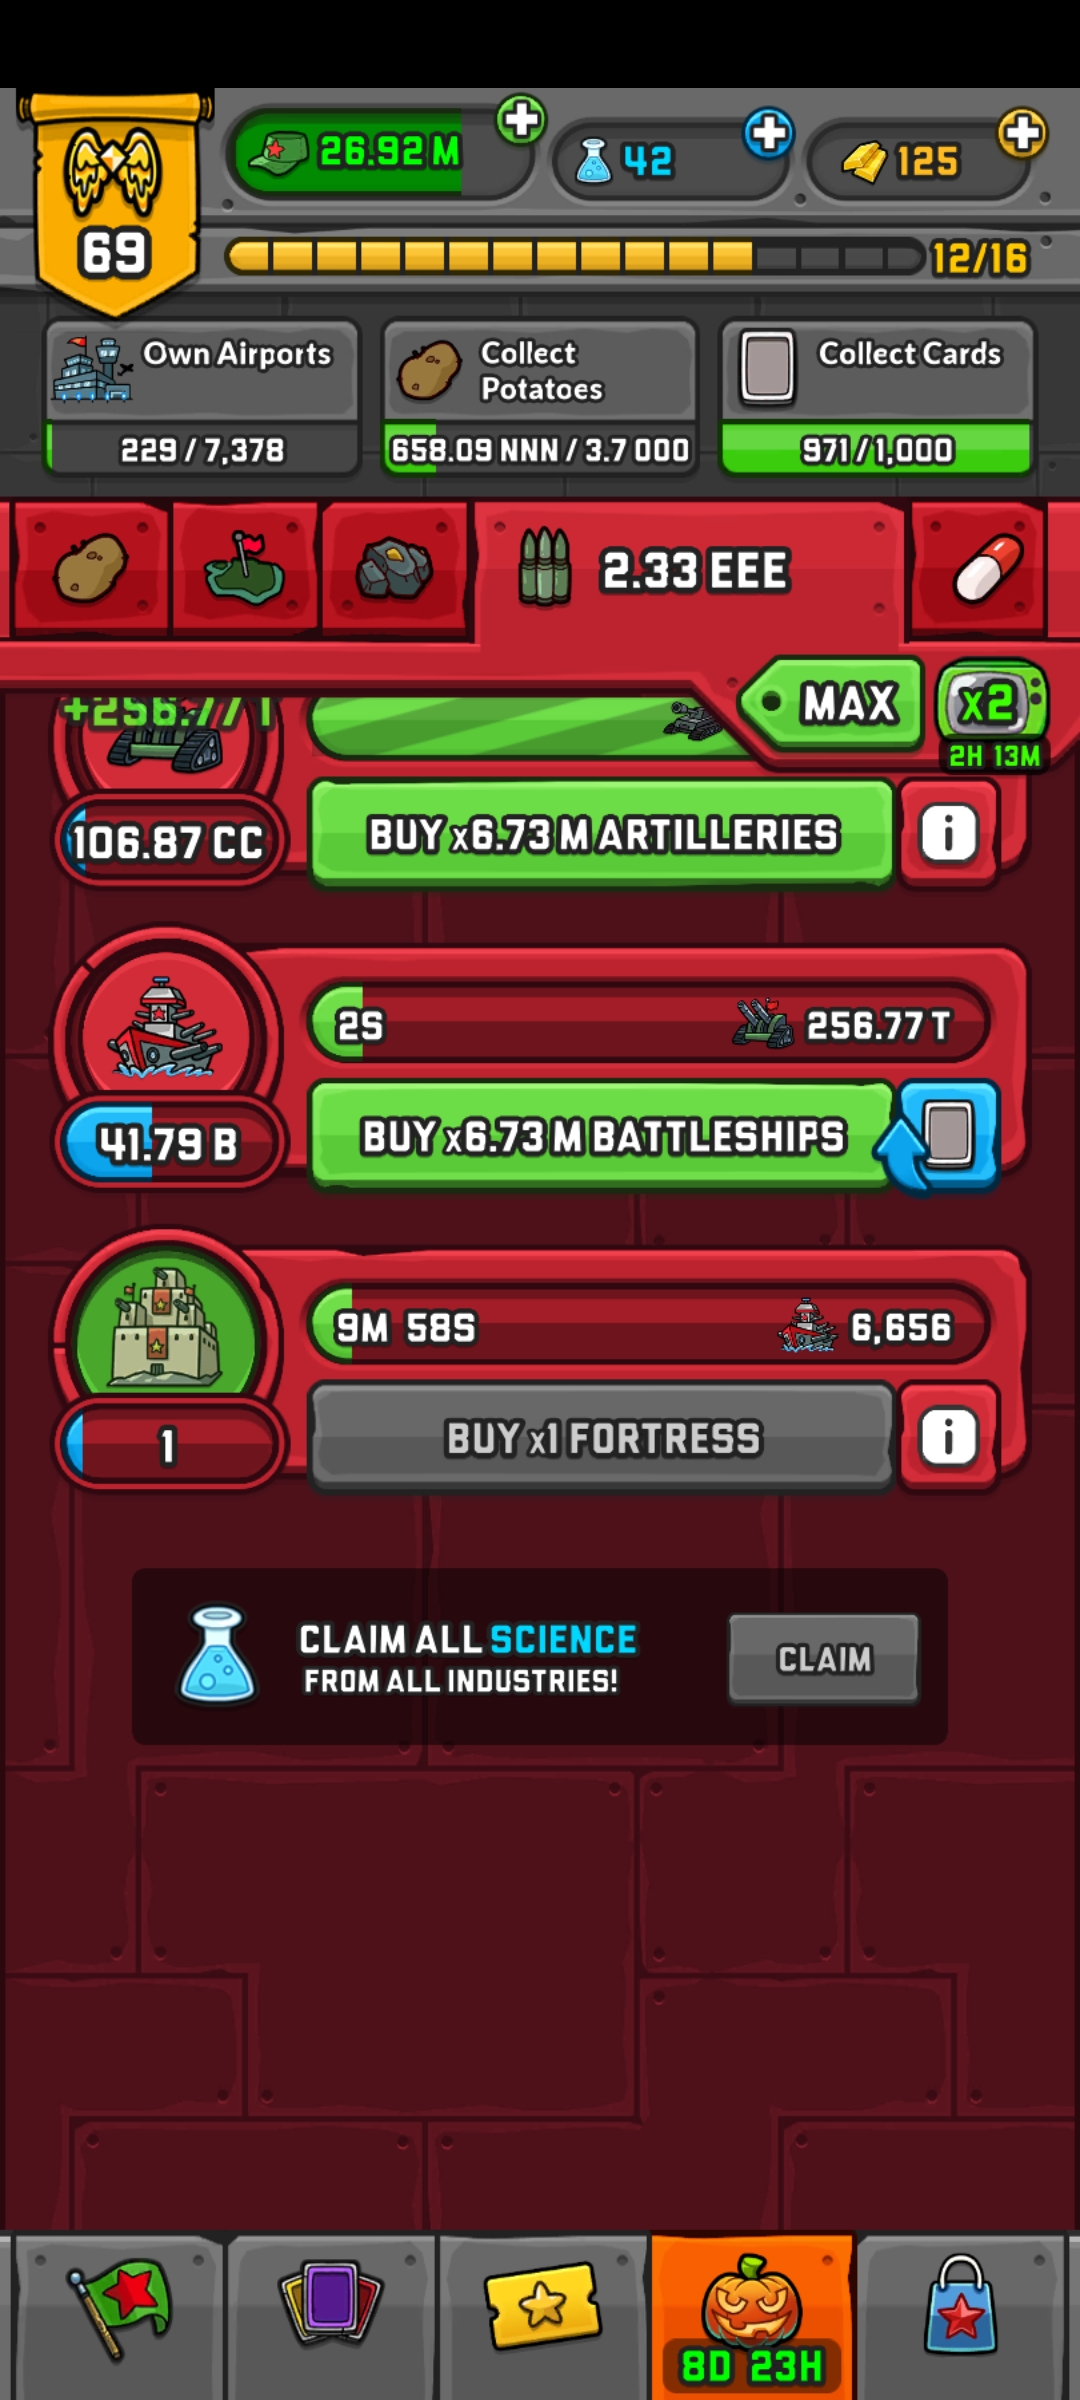 69
26.92 M
42
125
12/16
Own Airports
229 / 7,378
Collect
Potatoes
658.09 NNN / 3.7 OOO
Collect Cards
971 / 1,000
2.33 EEE
MAX
x2
2H 13M
+256.77 T
106.87 CC
BUY x6.73 M ARTILLERIES
i
2S
256.77 T
41.79 B
BUY x6.73 M BATTLESHIPS
9M 58S
6,656
1
BUY x1 FORTRESS
i
CLAIM ALL SCIENCE
FROM ALL INDUSTRIES!
CLAIM
8D 23H